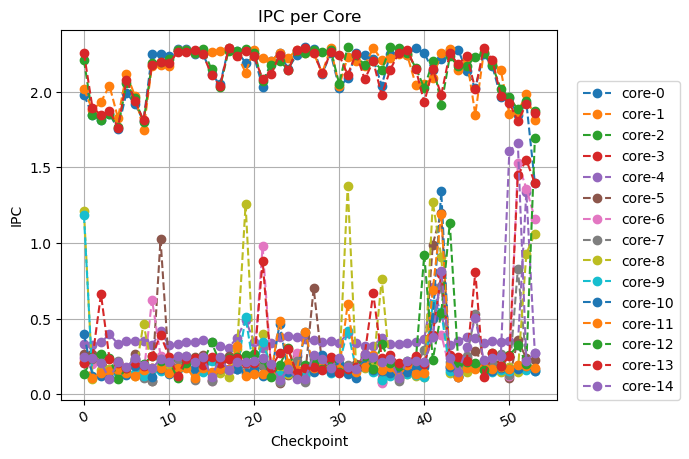 IPC per Core
IPC
2.0
1.5
1.0
0.5
0.0
0
10
20
30
40
50
Checkpoint
core-0
core-1
core-2
core-3
core-4
core-5
core-6
core-7
core-8
core-9
core-10
core-11
core-12
core-13
core-14